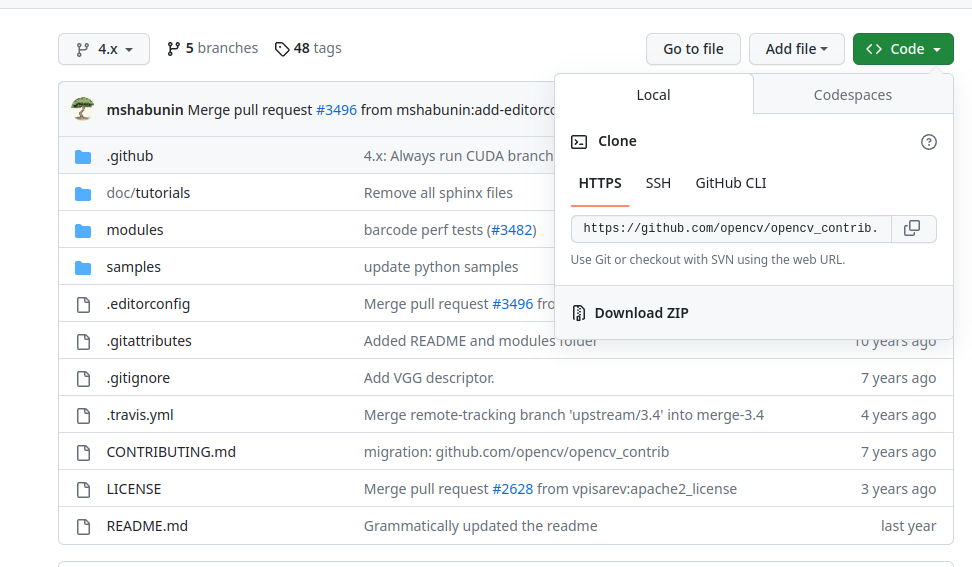 4.x 5 branches 48 tags Go to file Add file Code
mshabunin Merge pull request #3496 from mshabunin:add-editorco
Local Codespaces
Clone
HTTPS SSH GitHub CLI
https://github.com/opencv/opencv_contrib.
Use Git or checkout with SVN using the web URL.
Download ZIP
.github 4.x: Always run CUDA branch
doc/tutorials Remove all sphinx files
modules barcode perf tests (#3482)
samples update python samples
.editorconfig Merge pull request #3496 fro
.gitattributes Added README and modules folder 10 years ago
.gitignore Add VGG descriptor. 7 years ago
.travis.yml Merge remote-tracking branch 'upstream/3.4' into merge-3.4 4 years ago
CONTRIBUTING.md migration: github.com/opencv/opencv_contrib 7 years ago
LICENSE Merge pull request #2628 from vpisarev:apache2_license 3 years ago
README.md Grammatically updated the readme last year